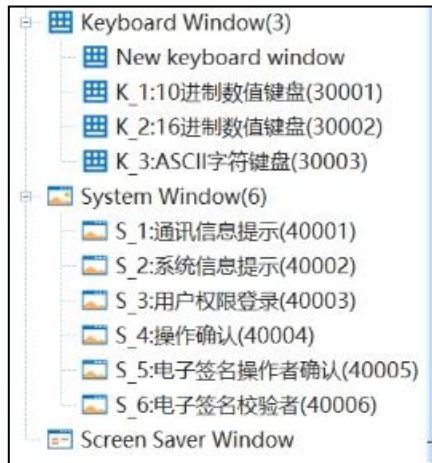 Keyboard Window(3)
New keyboard window
K_1:10进制数值键盘(30001)
K_2:16进制数值键盘(30002)
K_3:ASCII字符键盘(30003)
System Window(6)
S_1:通讯信息提示(40001)
S_2:系统信息提示(40002)
S_3:用户权限登录(40003)
S_4:操作确认(40004)
S_5:电子签名操作者确认(40005)
S_6:电子签名校验者(40006)
Screen Saver Window